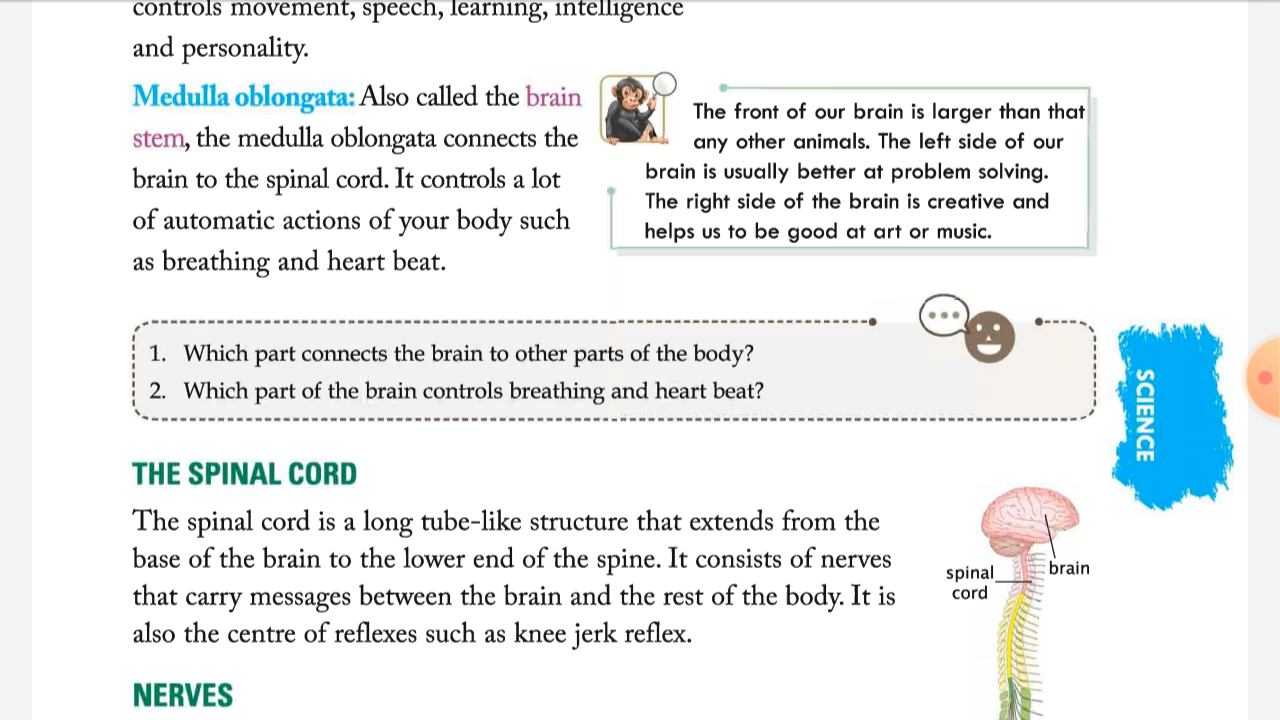 controls movement, speech, learning, intelligence
and personality.
Medulla oblongata: Also called the brain
stem, the medulla oblongata connects the
brain to the spinal cord. It controls a lot
of automatic actions of your body such
as breathing and heart beat.
The front of our brain is larger than that
any other animals. The left side of our
brain is usually better at problem solving.
The right side of the brain is creative and
helps us to be good at art or music.
1. Which part connects the brain to other parts of the body?
2. Which part of the brain controls breathing and heart beat?
SCIENCE
THE SPINAL CORD
The spinal cord is a long tube-like structure that extends from the
base of the brain to the lower end of the spine. It consists of nerves
that carry messages between the brain and the rest of the body. It is
also the centre of reflexes such as knee jerk reflex.
spinal
cord
brain
NERVES